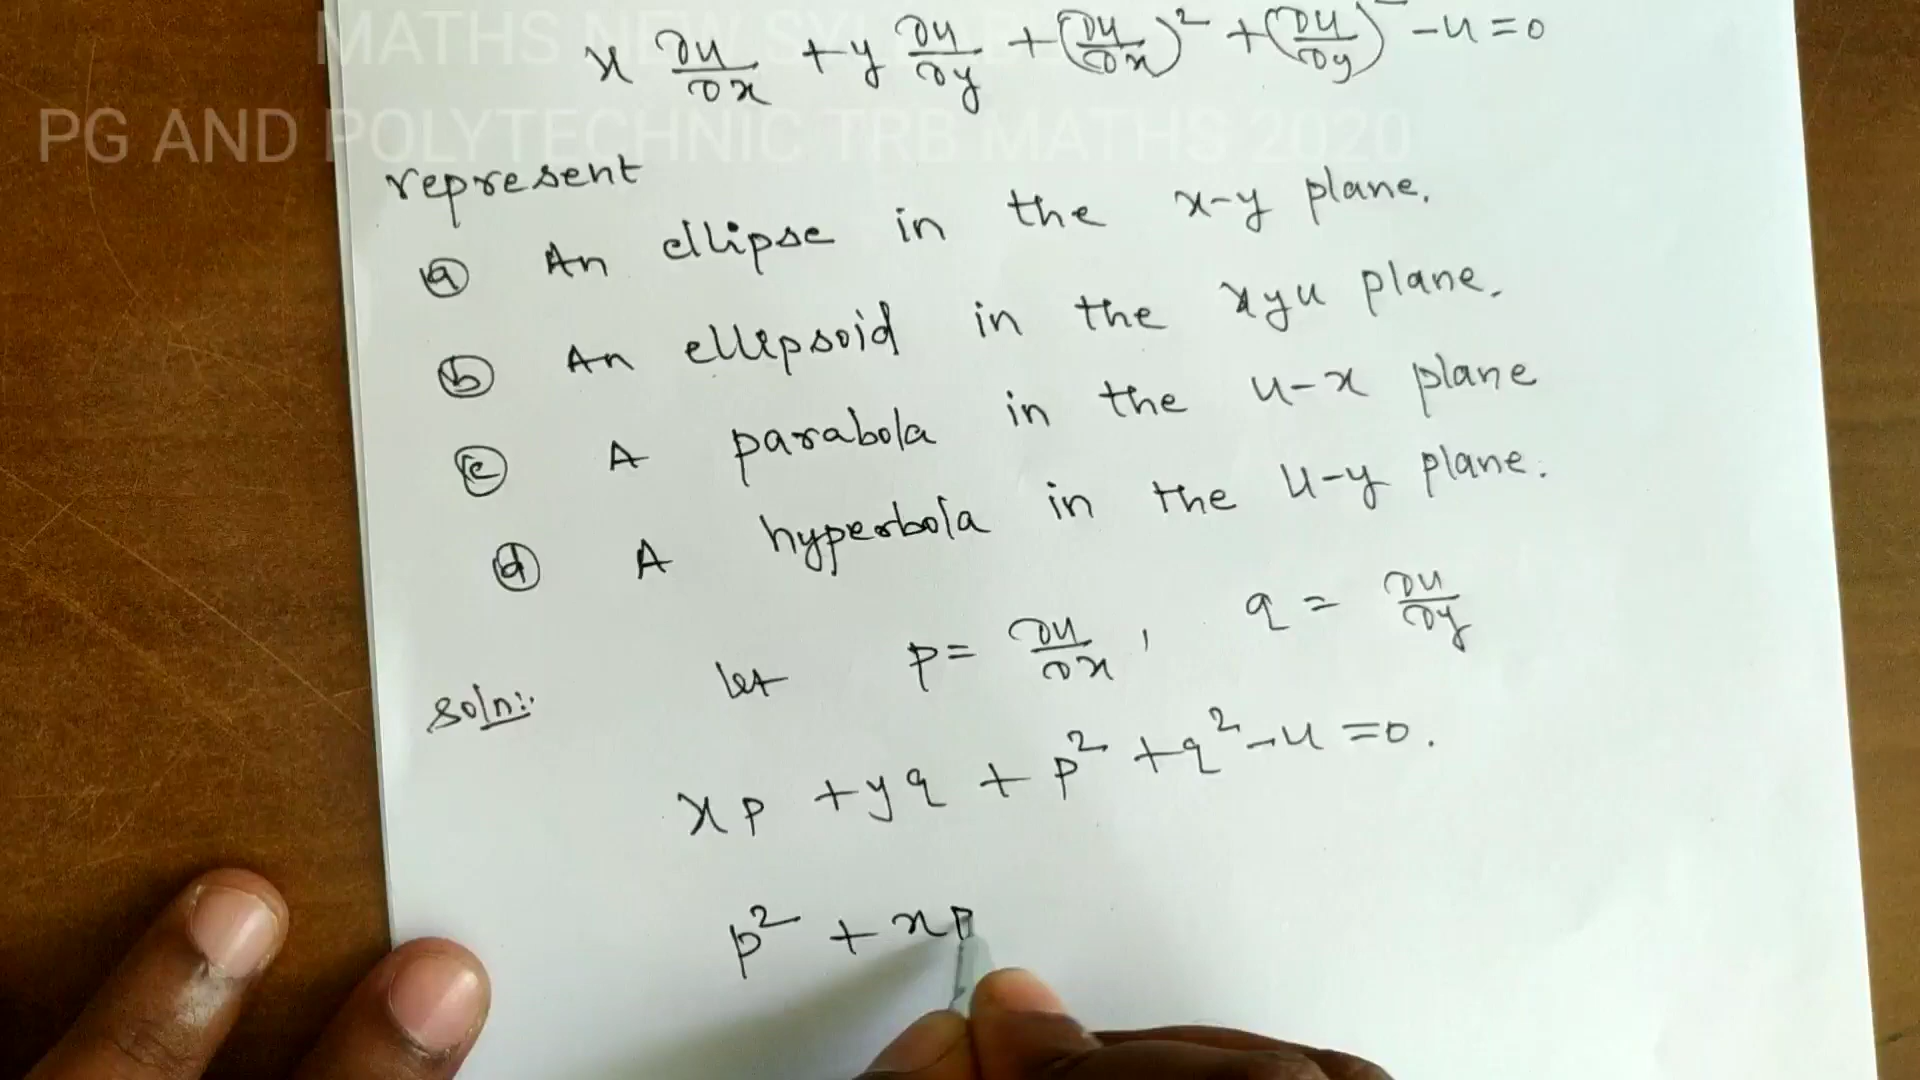 MATHS NEW SYLLABUS
x ∂u/∂x + y ∂u/∂y + (∂u/∂x)² + (∂u/∂y)² - u = 0
PG AND POLYTECHNIC TRB MATHS 2020
represent
ⓐ An ellipse in the x-y plane.
ⓑ An ellepsoid in the xyu plane.
ⓒ A parabola in the u-x plane
ⓓ A hyperbola in the u-y plane.
soln:. let p = ∂u/∂x , q = ∂u/∂y
xp + yq + p² + q² - u = 0.
p² + xp